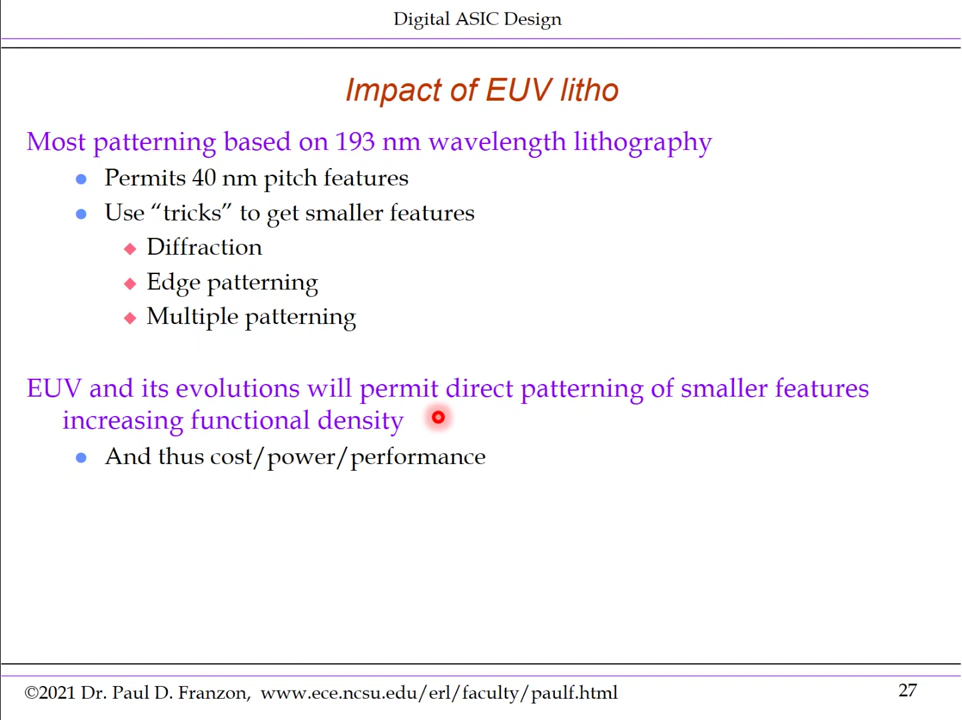 Digital ASIC Design
Impact of EUV litho
Most patterning based on 193 nm wavelength lithography
Permits 40 nm pitch features
Use “tricks” to get smaller features
Diffraction
Edge patterning
Multiple patterning
EUV and its evolutions will permit direct patterning of smaller features
increasing functional density
And thus cost/power/performance
©2021 Dr. Paul D. Franzon, www.ece.ncsu.edu/erl/faculty/paulf.html
27